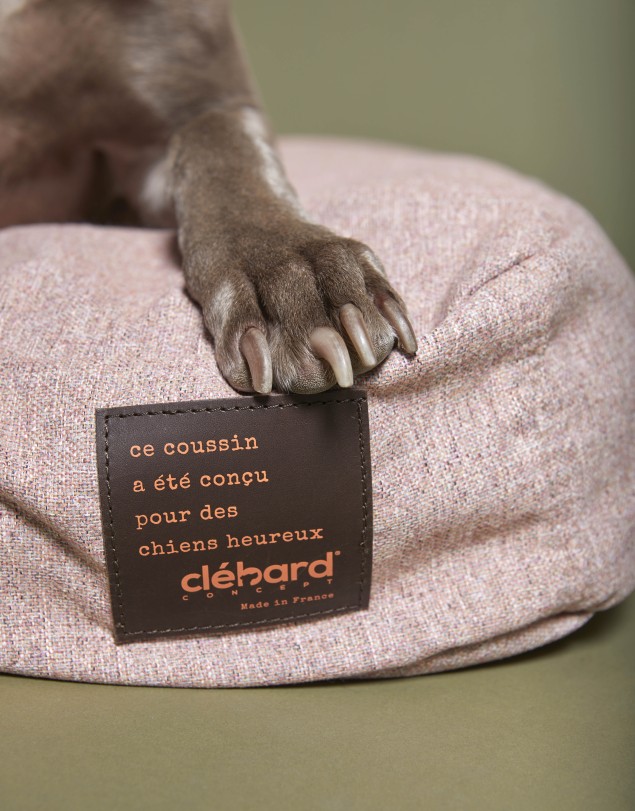 ce coussin
a été conçu
pour des
chiens heureux
clébard®
CONCEPT
Made in France